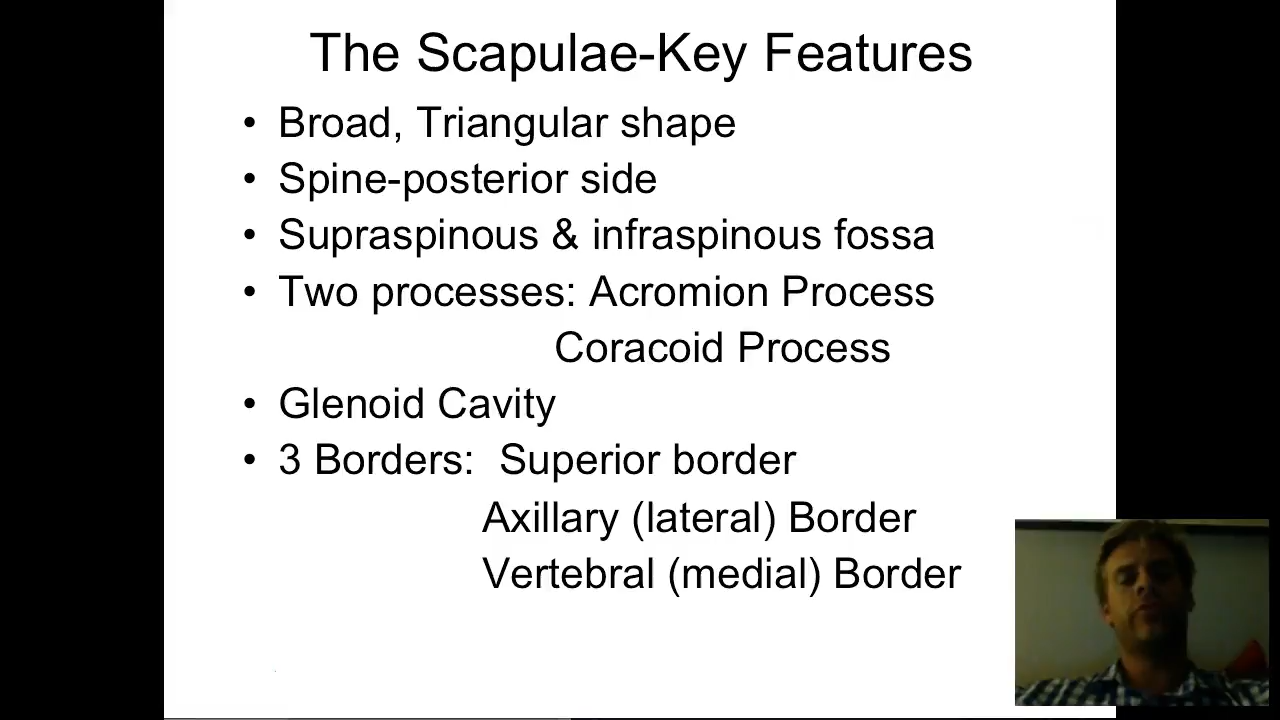 The Scapulae-Key Features
• Broad, Triangular shape
• Spine-posterior side
• Supraspinous & infraspinous fossa
• Two processes: Acromion Process
Coracoid Process
• Glenoid Cavity
• 3 Borders: Superior border
Axillary (lateral) Border
Vertebral (medial) Border